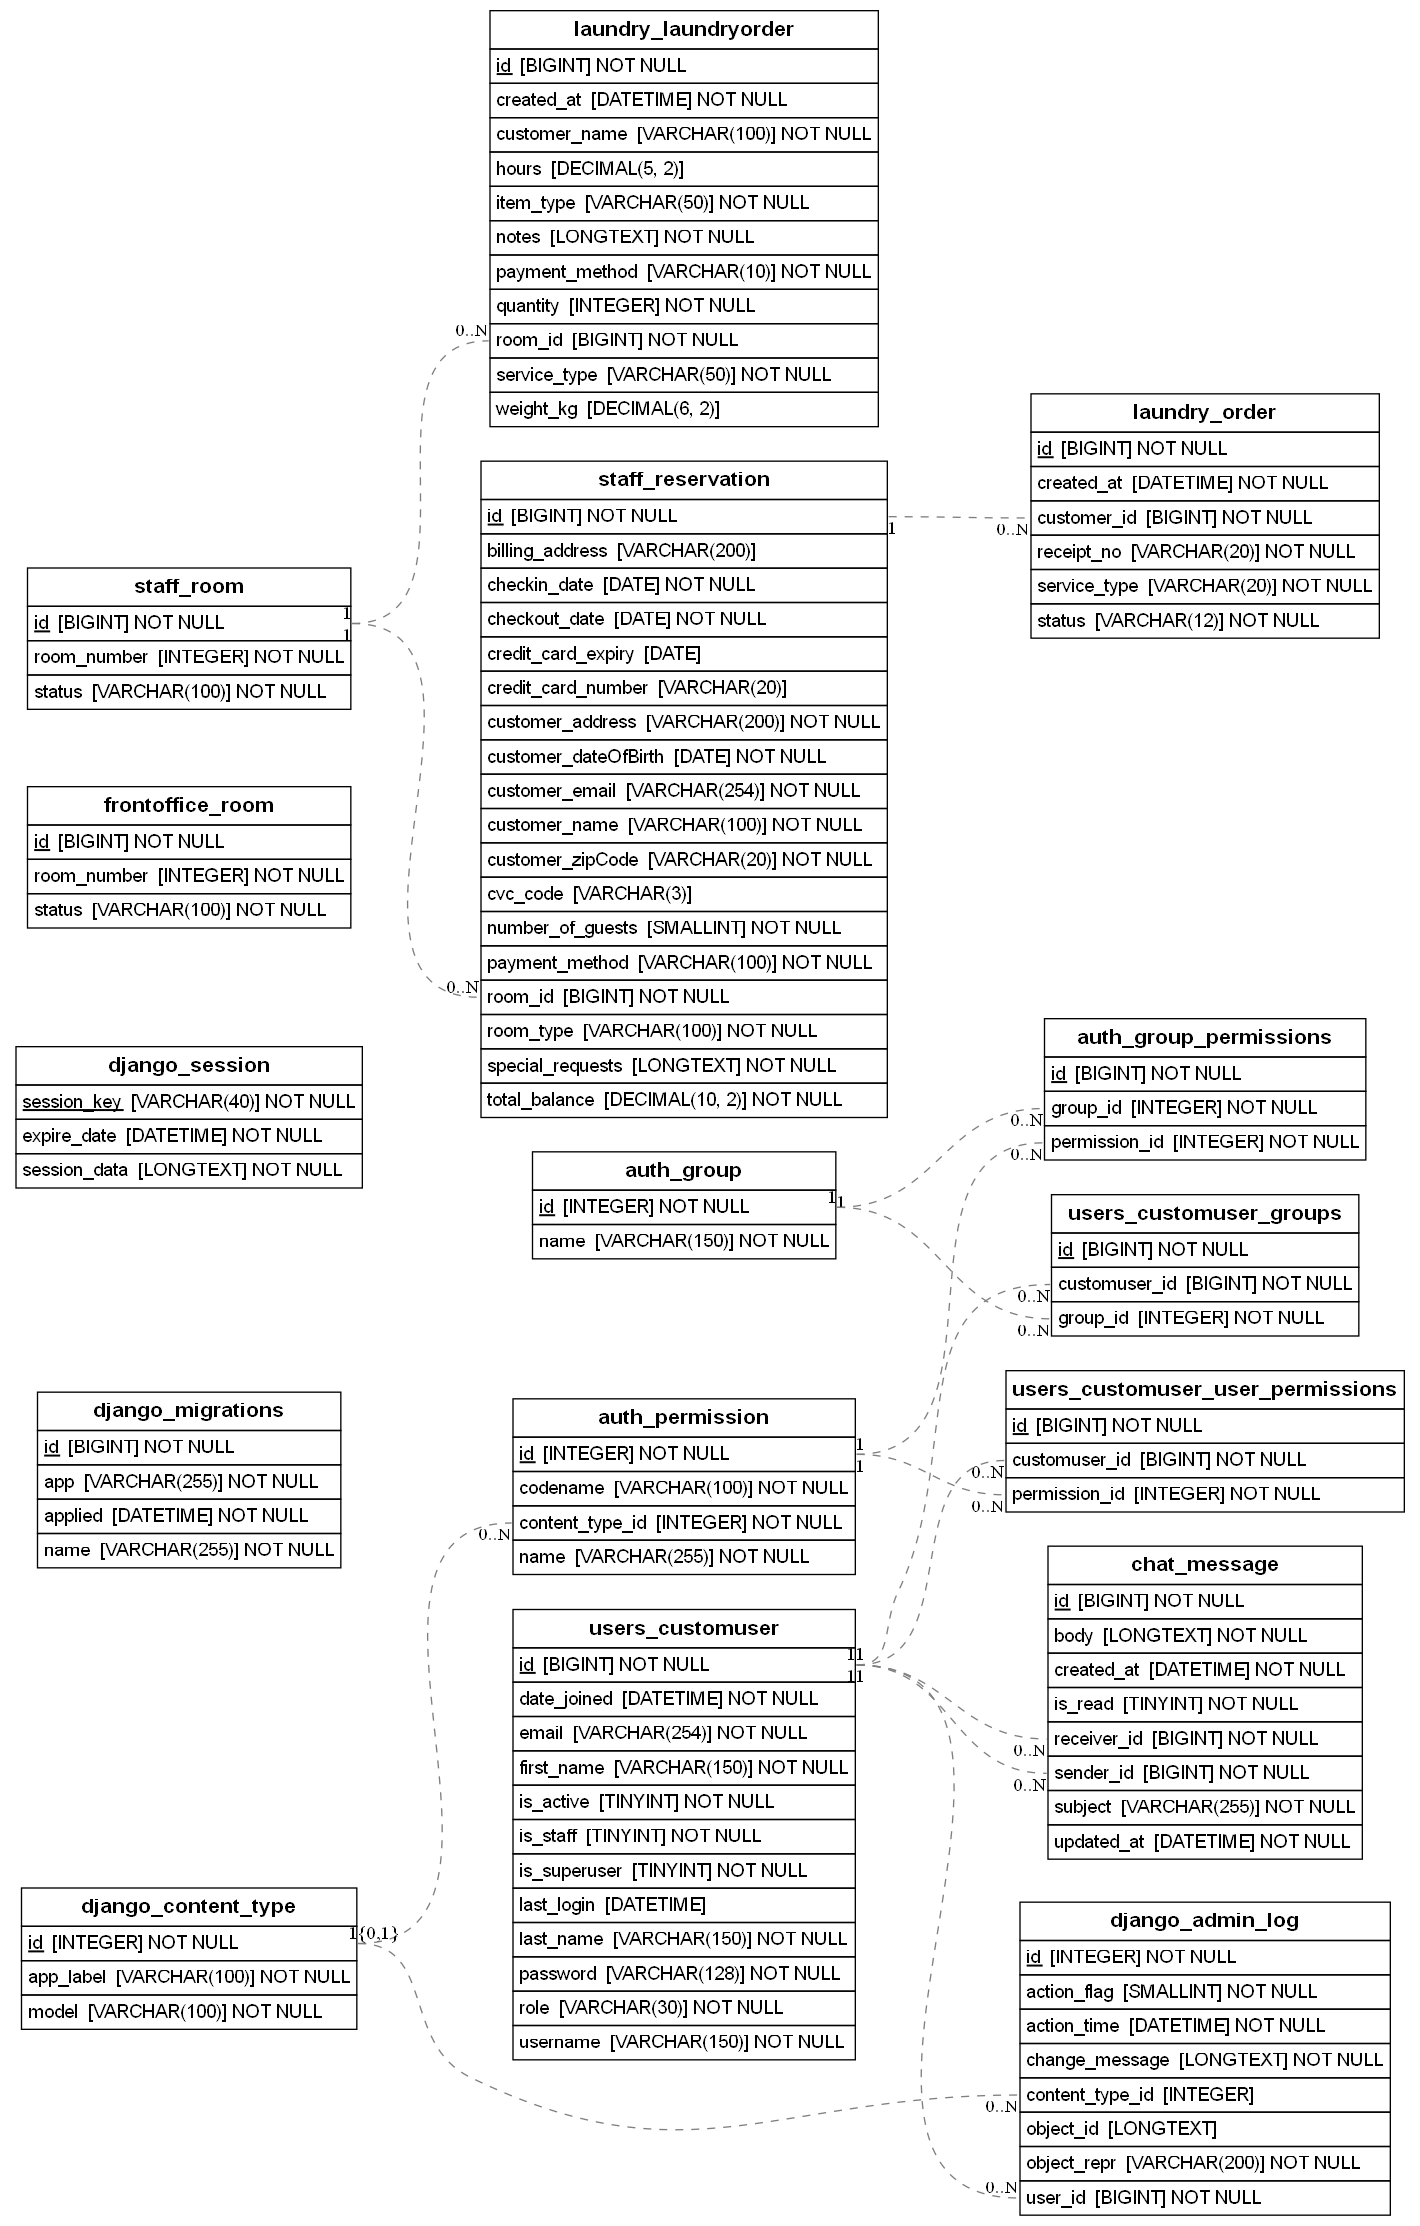 laundry_laundryorder
id [BIGINT] NOT NULL
created_at [DATETIME] NOT NULL
customer_name [VARCHAR(100)] NOT NULL
hours [DECIMAL(5, 2)]
item_type [VARCHAR(50)] NOT NULL
notes [LONGTEXT] NOT NULL
payment_method [VARCHAR(10)] NOT NULL
quantity [INTEGER] NOT NULL
0..N
room_id [BIGINT] NOT NULL
service_type [VARCHAR(50)] NOT NULL
weight_kg [DECIMAL(6, 2)]
laundry_order
id [BIGINT] NOT NULL
created_at [DATETIME] NOT NULL
0..N
customer_id [BIGINT] NOT NULL
receipt_no [VARCHAR(20)] NOT NULL
service_type [VARCHAR(20)] NOT NULL
status [VARCHAR(12)] NOT NULL
staff_reservation
id [BIGINT] NOT NULL
1
billing_address [VARCHAR(200)]
checkin_date [DATE] NOT NULL
checkout_date [DATE] NOT NULL
credit_card_expiry [DATE]
credit_card_number [VARCHAR(20)]
customer_address [VARCHAR(200)] NOT NULL
customer_dateOfBirth [DATE] NOT NULL
customer_email [VARCHAR(254)] NOT NULL
customer_name [VARCHAR(100)] NOT NULL
customer_zipCode [VARCHAR(20)] NOT NULL
cvc_code [VARCHAR(3)]
number_of_guests [SMALLINT] NOT NULL
payment_method [VARCHAR(100)] NOT NULL
0..N
room_id [BIGINT] NOT NULL
room_type [VARCHAR(100)] NOT NULL
special_requests [LONGTEXT] NOT NULL
total_balance [DECIMAL(10, 2)] NOT NULL
staff_room
id [BIGINT] NOT NULL
1
1
room_number [INTEGER] NOT NULL
status [VARCHAR(100)] NOT NULL
frontoffice_room
id [BIGINT] NOT NULL
room_number [INTEGER] NOT NULL
status [VARCHAR(100)] NOT NULL
django_session
session_key [VARCHAR(40)] NOT NULL
expire_date [DATETIME] NOT NULL
session_data [LONGTEXT] NOT NULL
auth_group_permissions
id [BIGINT] NOT NULL
0..N
group_id [INTEGER] NOT NULL
0..N
permission_id [INTEGER] NOT NULL
auth_group
id [INTEGER] NOT NULL
1
1
name [VARCHAR(150)] NOT NULL
users_customuser_groups
id [BIGINT] NOT NULL
0..N
customuser_id [BIGINT] NOT NULL
0..N
group_id [INTEGER] NOT NULL
users_customuser_user_permissions
id [BIGINT] NOT NULL
0..N
customuser_id [BIGINT] NOT NULL
0..N
permission_id [INTEGER] NOT NULL
django_migrations
id [BIGINT] NOT NULL
app [VARCHAR(255)] NOT NULL
applied [DATETIME] NOT NULL
name [VARCHAR(255)] NOT NULL
auth_permission
id [INTEGER] NOT NULL
1
1
codename [VARCHAR(100)] NOT NULL
0..N
content_type_id [INTEGER] NOT NULL
name [VARCHAR(255)] NOT NULL
chat_message
id [BIGINT] NOT NULL
body [LONGTEXT] NOT NULL
created_at [DATETIME] NOT NULL
is_read [TINYINT] NOT NULL
0..N
receiver_id [BIGINT] NOT NULL
0..N
sender_id [BIGINT] NOT NULL
subject [VARCHAR(255)] NOT NULL
updated_at [DATETIME] NOT NULL
users_customuser
id [BIGINT] NOT NULL
11
11
date_joined [DATETIME] NOT NULL
email [VARCHAR(254)] NOT NULL
first_name [VARCHAR(150)] NOT NULL
is_active [TINYINT] NOT NULL
is_staff [TINYINT] NOT NULL
is_superuser [TINYINT] NOT NULL
last_login [DATETIME]
last_name [VARCHAR(150)] NOT NULL
password [VARCHAR(128)] NOT NULL
role [VARCHAR(30)] NOT NULL
username [VARCHAR(150)] NOT NULL
django_content_type
id [INTEGER] NOT NULL
1{0,1}
app_label [VARCHAR(100)] NOT NULL
model [VARCHAR(100)] NOT NULL
django_admin_log
id [INTEGER] NOT NULL
action_flag [SMALLINT] NOT NULL
action_time [DATETIME] NOT NULL
change_message [LONGTEXT] NOT NULL
0..N
content_type_id [INTEGER]
object_id [LONGTEXT]
object_repr [VARCHAR(200)] NOT NULL
0..N
user_id [BIGINT] NOT NULL